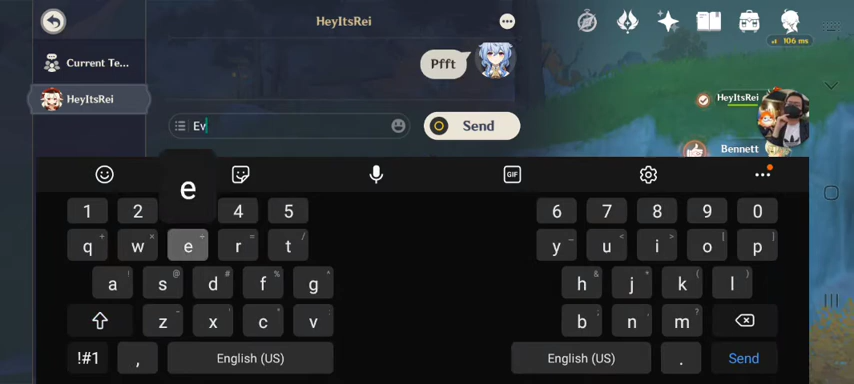 HeyItsRei
106 ms
Current Te...
Pfft
HeyItsRei
HeyItsRei
Ev
Send
Bennett
e
GIF
1 2 4 5 6 7 8 9 0
q + w × e ÷ r = t / y _ u < i > o [ p ]
a ! s @ d # f % g ^ h & j * k ( l )
z - x ' c " v : b ; n , m ?
!#1 , English (US) English (US) . Send